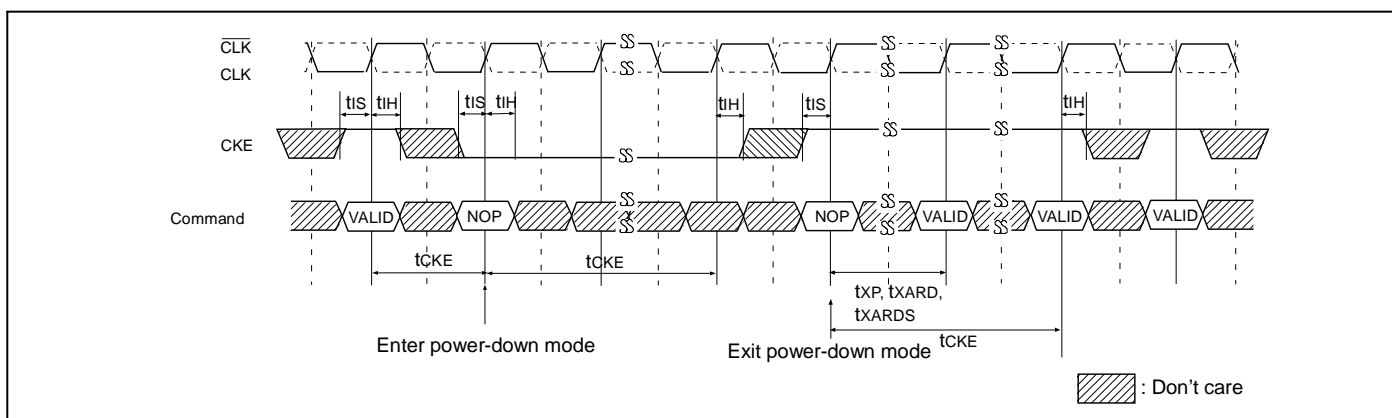 CLK
CLK
tIS tIH tIS tIH tIH tIS tIH
CKE
Command VALID NOP NOP VALID VALID VALID
tCKE tCKE
tXP, tXARD,
tXARDS
tCKE
Enter power-down mode Exit power-down mode
: Don't care